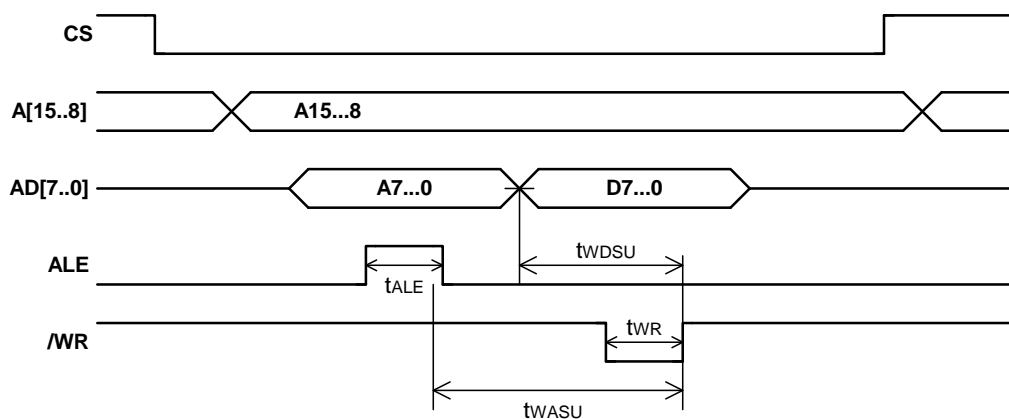 CS
A[15..8] A15...8
AD[7..0] A7...0 D7...0
tWDSU
ALE
tALE
tWR
/WR
tWASU